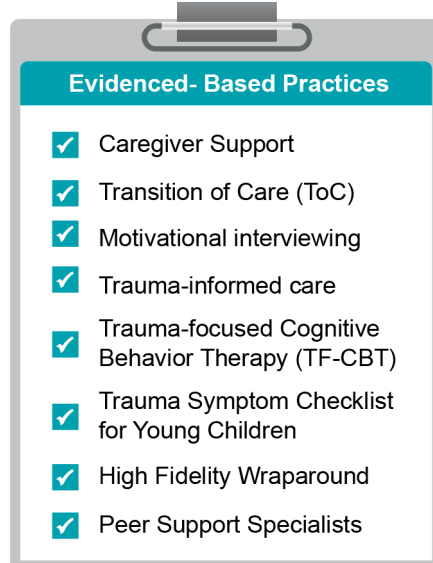 Evidenced- Based Practices
Caregiver Support
Transition of Care (ToC)
Motivational interviewing
Trauma-informed care
Trauma-focused Cognitive
Behavior Therapy (TF-CBT)
Trauma Symptom Checklist
for Young Children
High Fidelity Wraparound
Peer Support Specialists